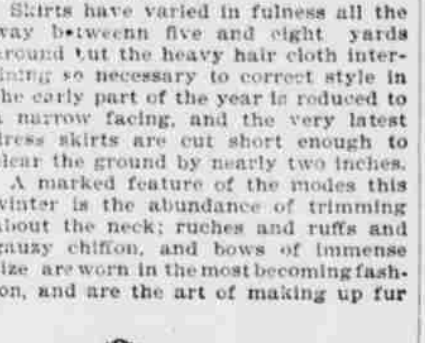 Skirts have varied in fulness all the
way betweenn five and eight yards
around but the heavy hair cloth inter-
lining so necessary to correct style in
the early part of the year is roduced to
a narrow facing, and the very latest
dress skirts are cut short enough to
clear the ground by nearly two inches.
A marked feature of the modes this
winter is the abundance of trimming
about the neck; ruches and ruffs and
gauzy chiffon, and bows of immense
size are worn in the most becoming fash-
ion, and are the art of making up fur